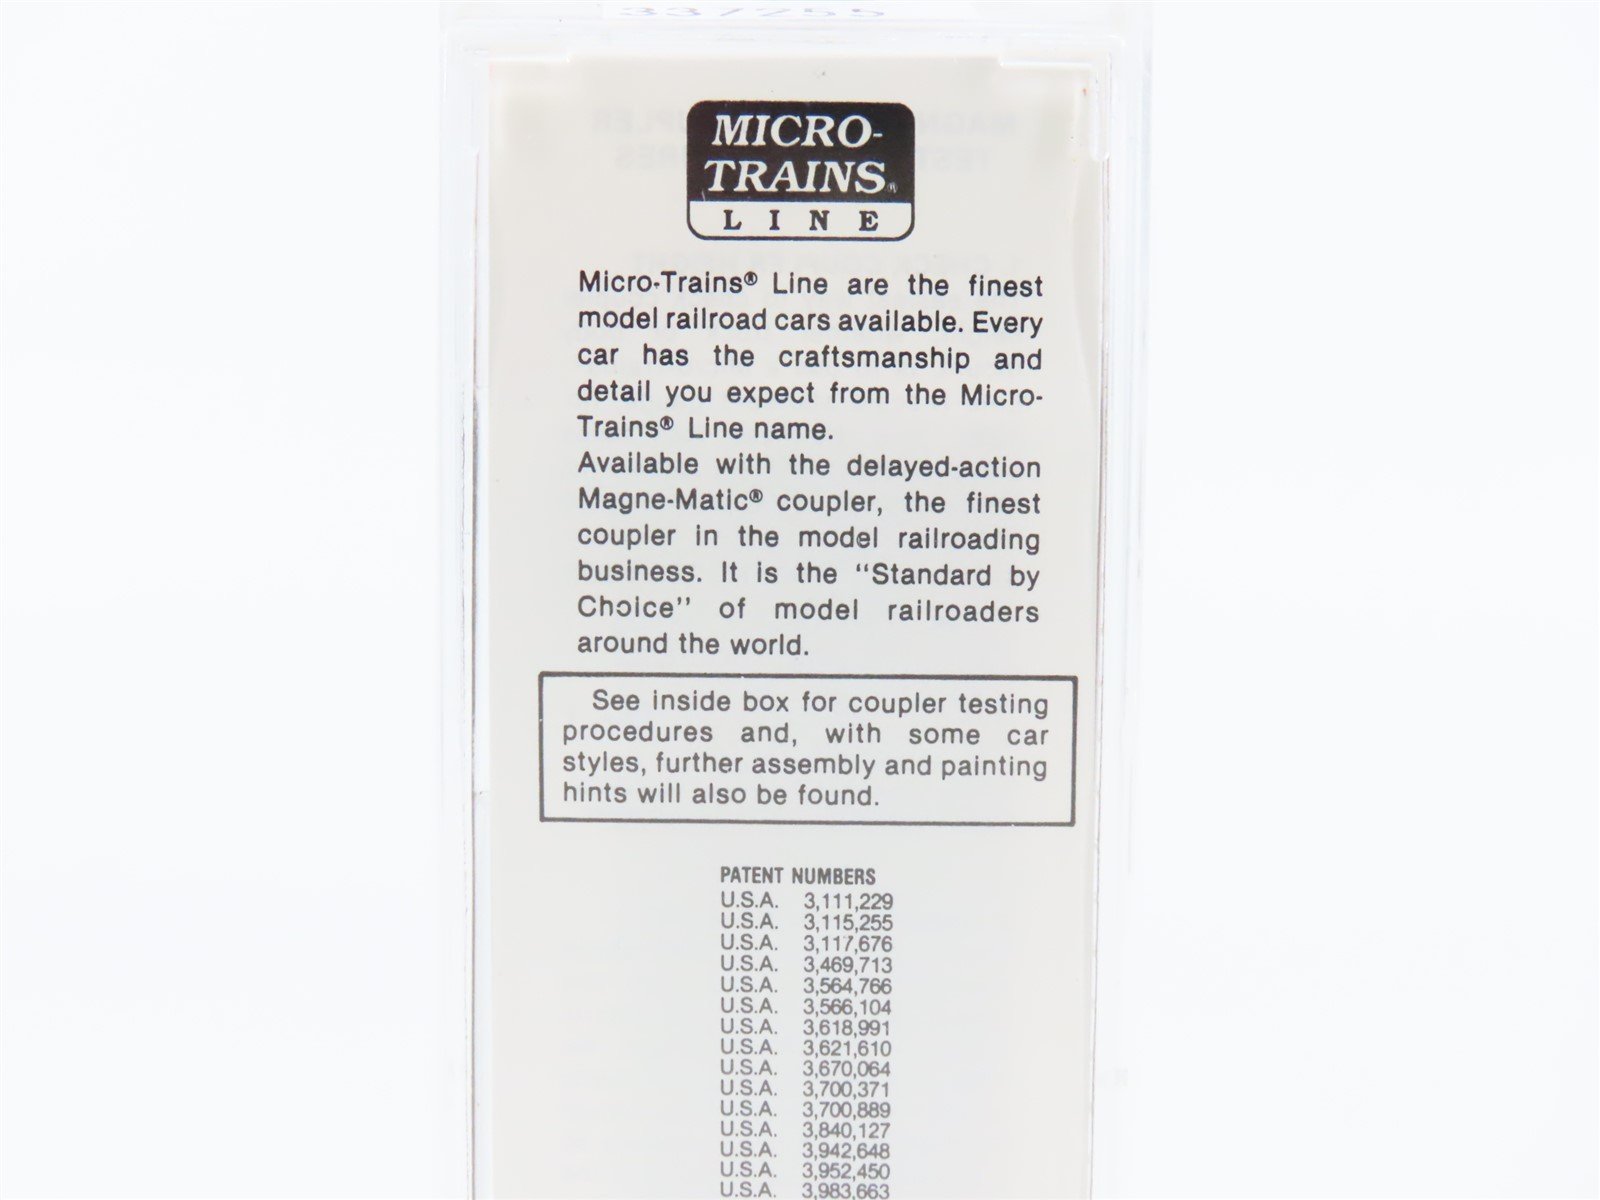 337255
MICRO-
TRAINS®
LINE
Micro-Trains® Line are the finest
model railroad cars available. Every
car has the craftsmanship and
detail you expect from the Micro-
Trains® Line name.
Available with the delayed-action
Magne-Matic® coupler, the finest
coupler in the model railroading
business. It is the “Standard by
Choice” of model railroaders
around the world.
See inside box for coupler testing
procedures and, with some car
styles, further assembly and painting
hints will also be found.
PATENT NUMBERS
U.S.A. 3,111,229
U.S.A. 3,115,255
U.S.A. 3,117,676
U.S.A. 3,469,713
U.S.A. 3,564,766
U.S.A. 3,566,104
U.S.A. 3,618,991
U.S.A. 3,621,610
U.S.A. 3,670,064
U.S.A. 3,700,371
U.S.A. 3,700,889
U.S.A. 3,840,127
U.S.A. 3,942,648
U.S.A. 3,952,450
U.S.A. 3,983,663